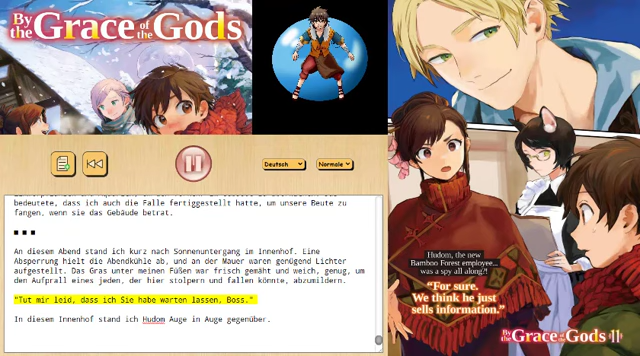 By the Grace of the Gods
Deutsch
Normale
bedeutete, dass ich auch die Falle fertiggestellt hatte, um unsere Beute zu
fangen, wenn sie das Gebäude betrat.
■ ■ ■
An diesem Abend stand ich kurz nach Sonnenuntergang im Innenhof. Eine
Absperrung hielt die Abendkühle ab, und an der Mauer waren genügend Lichter
aufgestellt. Das Gras unter meinen Füßen war frisch gemäht und weich, genug, um
den Aufprall eines jeden, der hier stolpern und fallen könnte, abzumildern.
"Tut mir leid, dass ich Sie habe warten lassen, Boss."
In diesem Innenhof stand ich Hudom Auge in Auge gegenüber.
Hudom, the new
Bamboo Forest employee...
was a spy all along?!
"For sure.
We think he just
sells information."
By the Grace of the Gods 11